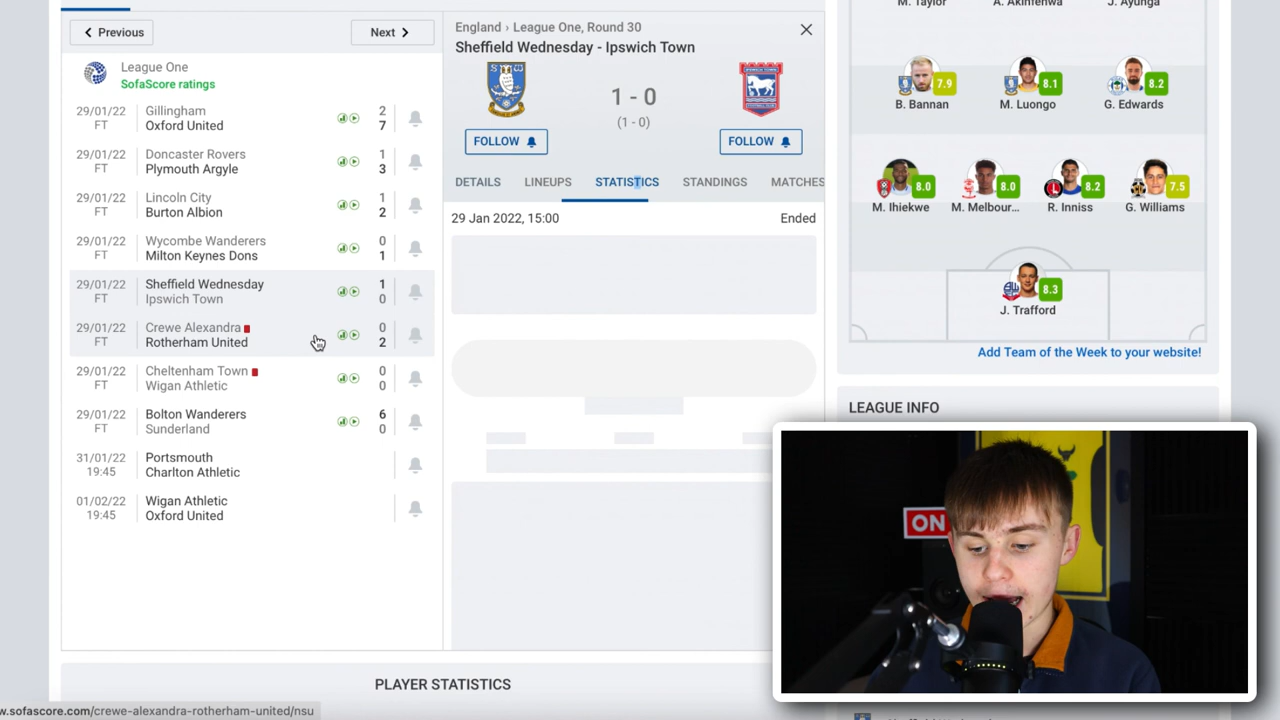 Previous
Next
League One
SofaScore ratings
29/01/22
FT
Gillingham
Oxford United
2
7
29/01/22
FT
Doncaster Rovers
Plymouth Argyle
1
3
29/01/22
FT
Lincoln City
Burton Albion
1
2
29/01/22
FT
Wycombe Wanderers
Milton Keynes Dons
0
1
29/01/22
FT
Sheffield Wednesday
Ipswich Town
1
0
29/01/22
FT
Crewe Alexandra
Rotherham United
0
2
29/01/22
FT
Cheltenham Town
Wigan Athletic
0
0
29/01/22
FT
Bolton Wanderers
Sunderland
6
0
31/01/22
19:45
Portsmouth
Charlton Athletic
01/02/22
19:45
Wigan Athletic
Oxford United
England › League One, Round 30
Sheffield Wednesday - Ipswich Town
1 - 0
(1 - 0)
FOLLOW
FOLLOW
DETAILS LINEUPS STATISTICS STANDINGS MATCHES
29 Jan 2022, 15:00 Ended
M. Taylor A. Akinfenwa J. Ayunga
7.9 8.1 8.2
B. Bannan M. Luongo G. Edwards
8.0 8.0 8.2 7.5
M. Ihiekwe M. Melbour... R. Inniss G. Williams
8.3
J. Trafford
Add Team of the Week to your website!
LEAGUE INFO
ON
PLAYER STATISTICS
w.sofascore.com/crewe-alexandra-rotherham-united/nsu